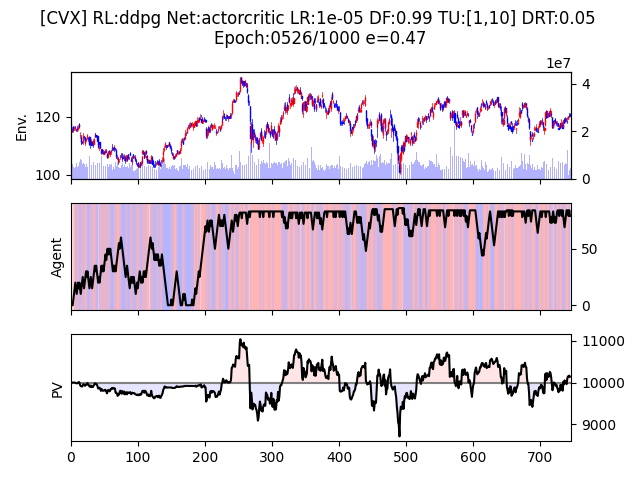 [CVX] RL:ddpg Net:actorcritic LR:1e-05 DF:0.99 TU:[1,10] DRT:0.05
Epoch:0526/1000 e=0.47
1e7
Env.
120
100
4
2
0
Agent
50
0
PV
11000
10000
9000
0 100 200 300 400 500 600 700